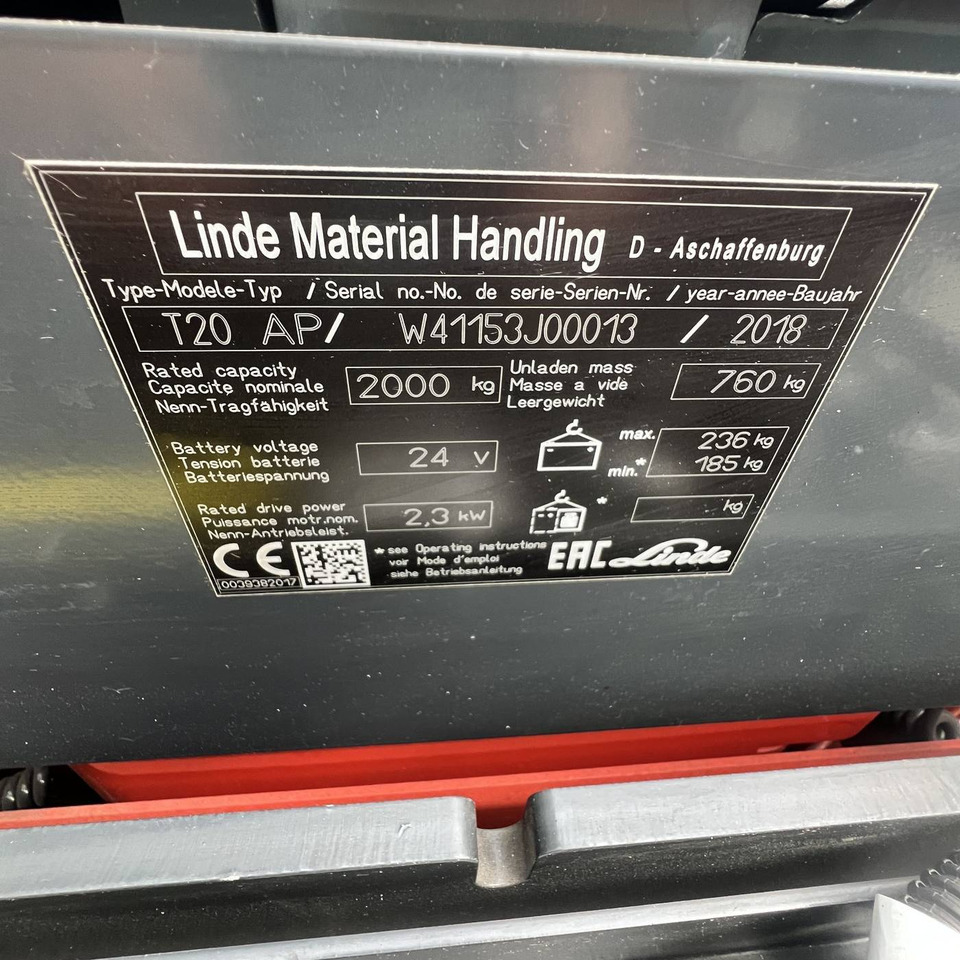 Linde Material Handling D - Aschaffenburg
Type-Modele-Typ / Serial no.-No. de serie-Serien-Nr. / year-annee-Baujahr
T20 AP/ W41153J00013 / 2018
Rated capacity
Capacite nominale
Nenn-Tragfähigkeit
2000 kg
Unladen mass
Masse a vide
Leergewicht
760 kg
Battery voltage
Tension batterie
Batteriespannung
24 V
max. 236 kg
min.* 185 kg
Rated drive power
Puissance motr.nom.
Nenn-Antriebsleist.
2,3 kW
* kg
CE
0039382017
* see Operating instructions
voir Mode d'emploi
siehe Betriebsanleitung
EAC Linde